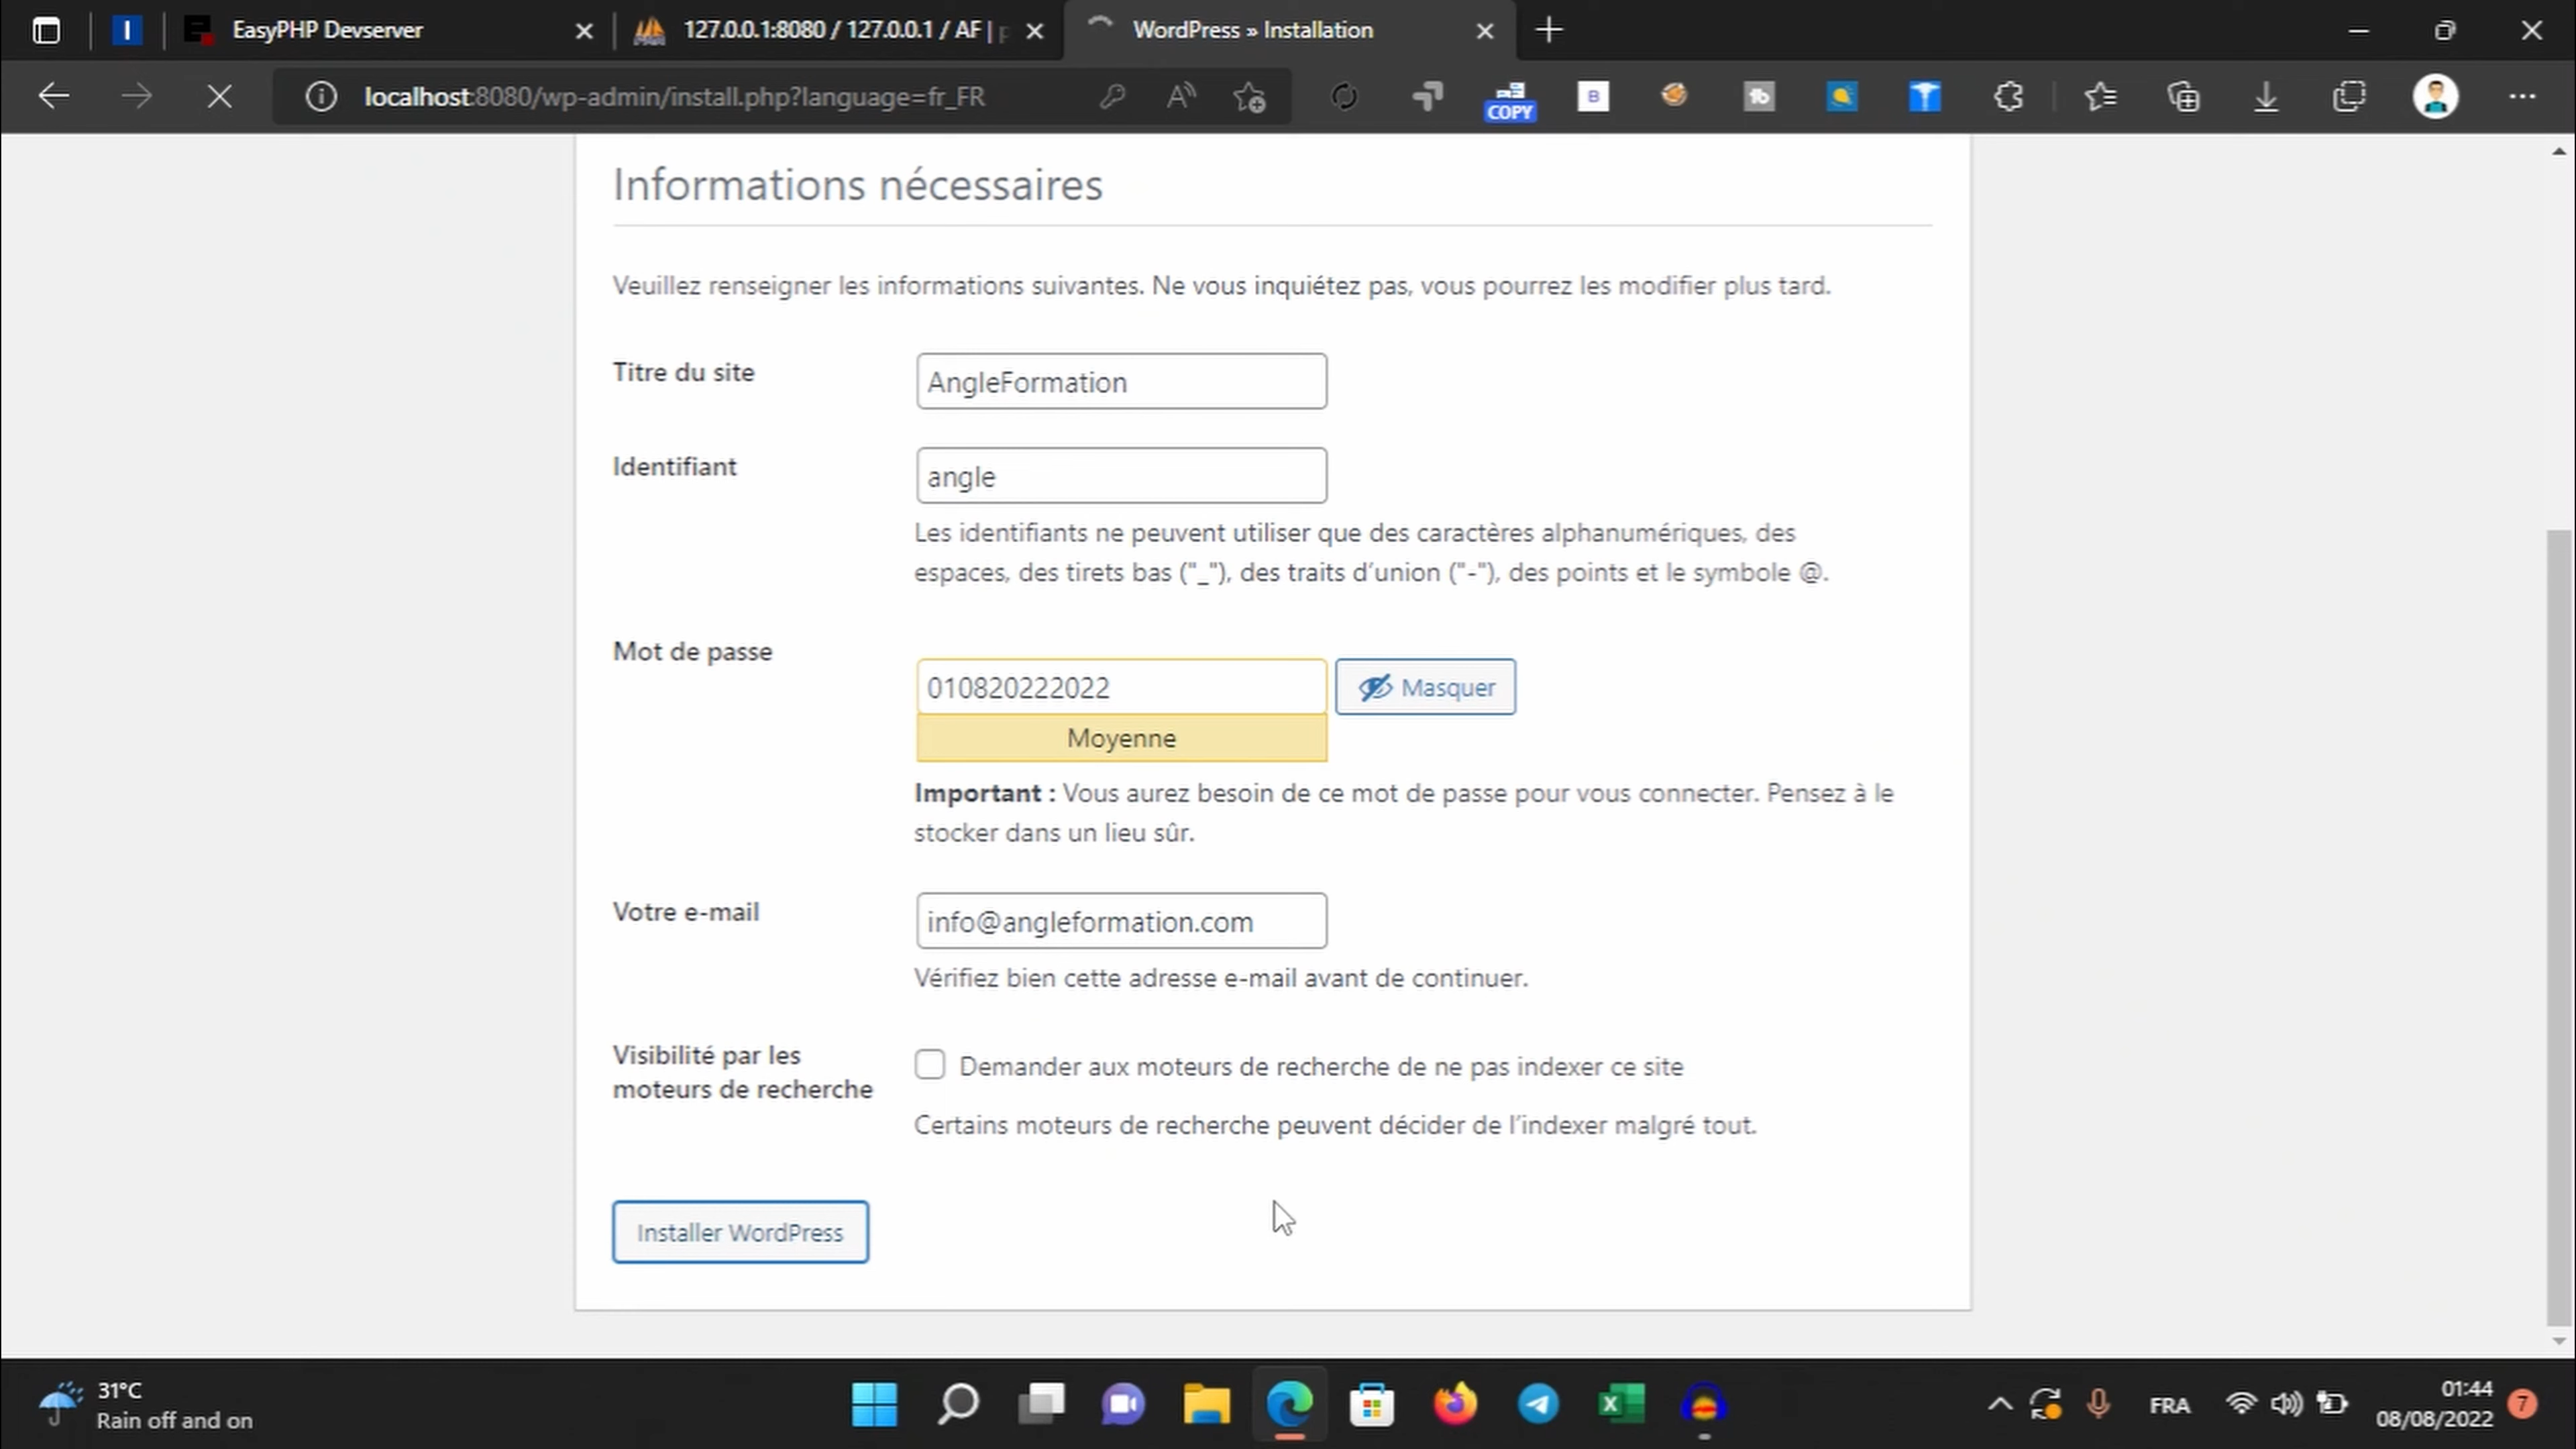 EasyPHP Devserver
127.0.0.1:8080 / 127.0.0.1 / AF |
WordPress » Installation
localhost:8080/wp-admin/install.php?language=fr_FR
COPY
B
Informations nécessaires
Veuillez renseigner les informations suivantes. Ne vous inquiétez pas, vous pourrez les modifier plus tard.
Titre du site
AngleFormation
Identifiant
angle
Les identifiants ne peuvent utiliser que des caractères alphanumériques, des
espaces, des tirets bas ("_"), des traits d’union ("-"), des points et le symbole @.
Mot de passe
010820222022
Masquer
Moyenne
Important : Vous aurez besoin de ce mot de passe pour vous connecter. Pensez à le
stocker dans un lieu sûr.
Votre e-mail
info@angleformation.com
Vérifiez bien cette adresse e-mail avant de continuer.
Visibilité par les
moteurs de recherche
Demander aux moteurs de recherche de ne pas indexer ce site
Certains moteurs de recherche peuvent décider de l’indexer malgré tout.
Installer WordPress
31°C
Rain off and on
FRA
01:44
08/08/2022
7